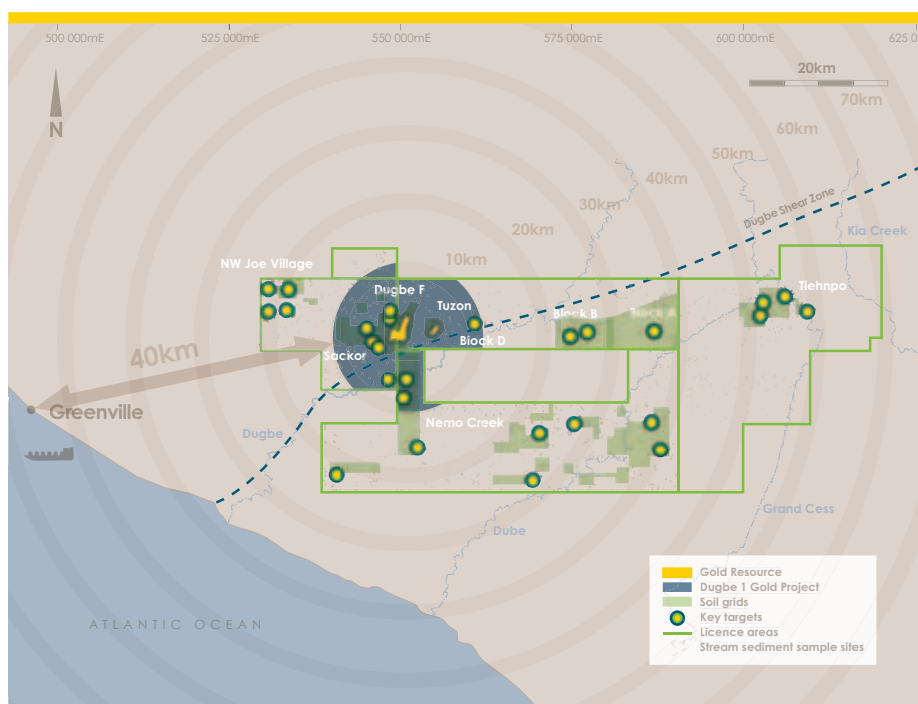 500 000mE
525 000mE
550 000mE
575 000mE
600 000mE
625 0
20km
70km
N
60km
50km
40km
30km
20km
10km
Dugbe Shear Zone
Kia Creek
NW Joe Village
Dugbe F
Tuzon
Tiehnpo
Block B
Block A
Block D
Sackor
40km
Greenville
Nemo Creek
Dugbe
Dube
Grand Cess
ATLANTIC OCEAN
Gold Resource
Dugbe 1 Gold Project
Soil grids
Key targets
Licence areas
Stream sediment sample sites